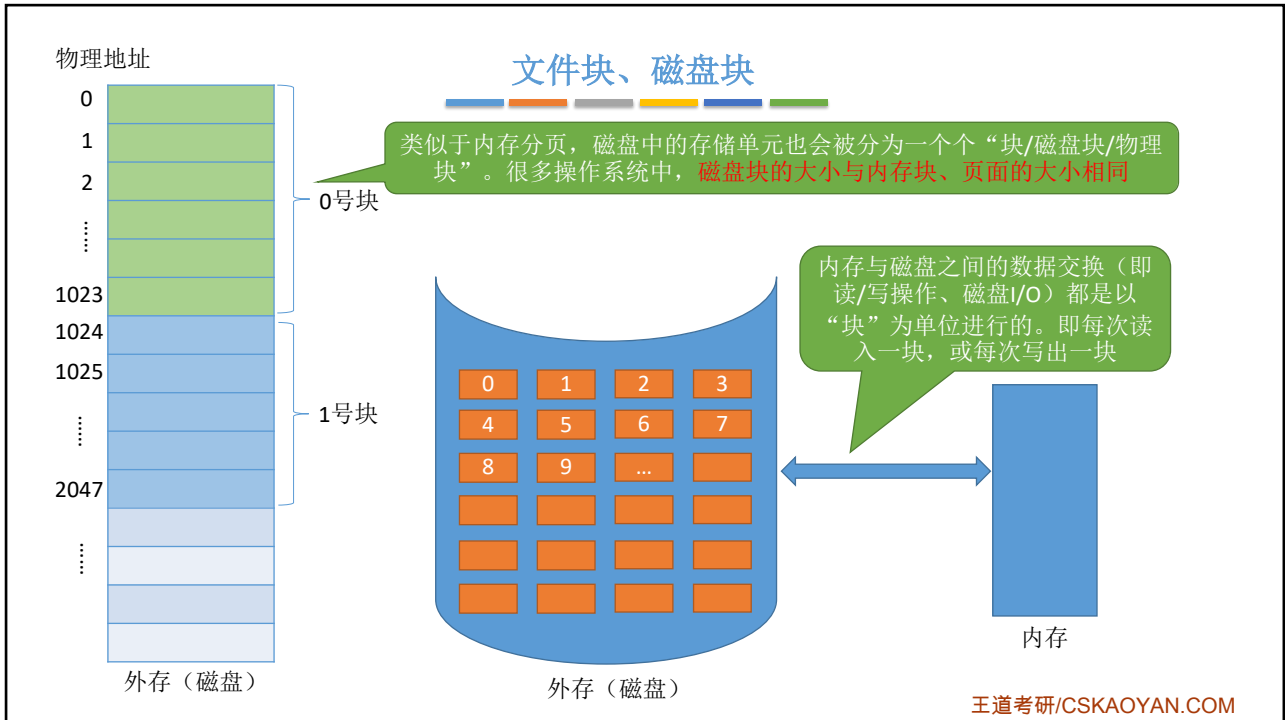 物理地址
文件块、磁盘块
0
1
2
……
1023
1024
1025
……
2047
……
0号块
1号块
外存（磁盘）
类似于内存分页，磁盘中的存储单元也会被分为一个个“块/磁盘块/物理
块”。很多操作系统中，磁盘块的大小与内存块、页面的大小相同
内存与磁盘之间的数据交换（即
读/写操作、磁盘I/O）都是以
“块”为单位进行的。即每次读
入一块，或每次写出一块
0 1 2 3
4 5 6 7
8 9 ...
外存（磁盘）
内存
王道考研/CSKAOYAN.COM